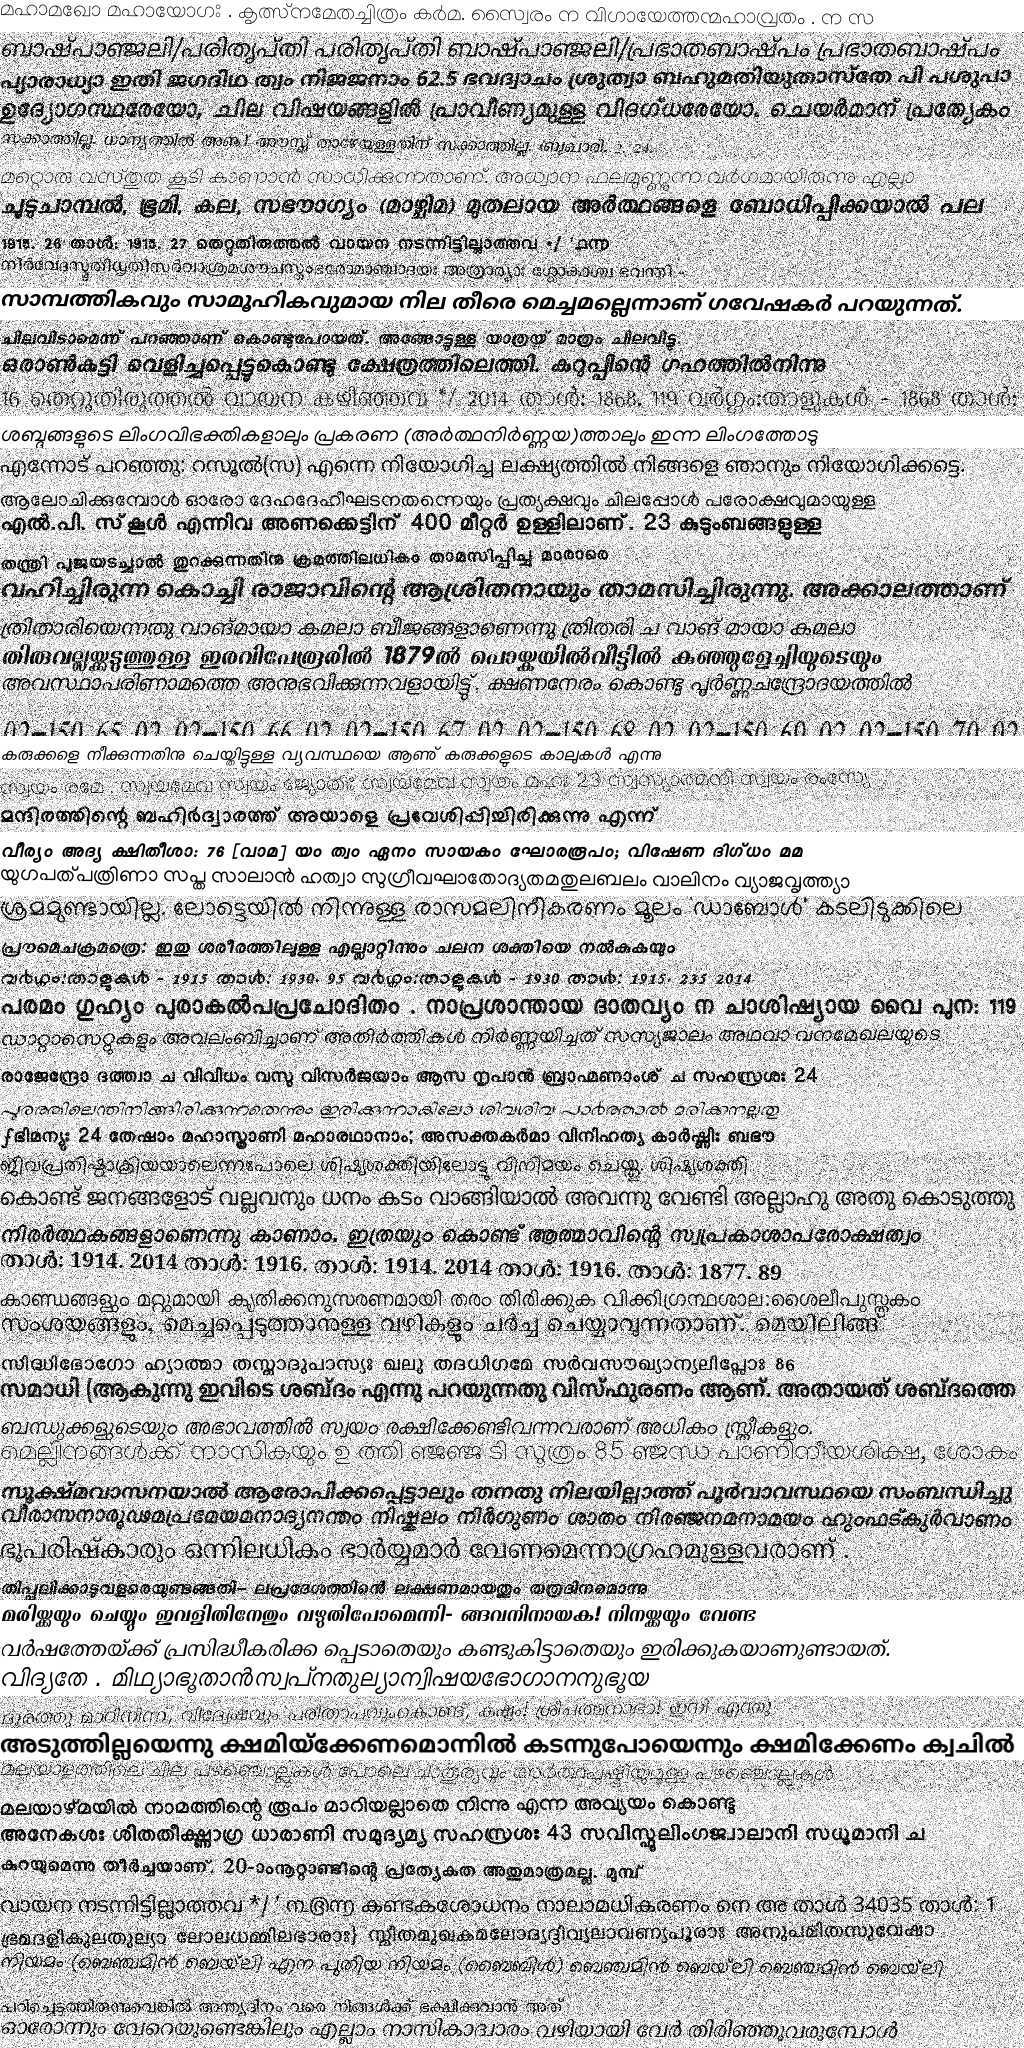 മഹാമഖോ മഹായോഗഃ . കൃത്സ്നമേതച്ചിത്രം കർമ. സ്വൈരം ന വിഗായേത്തന്മഹാവ്രതം . ന സ
ബാഷ്പാഞ്ജലി/പരിതൃപ്തി പരിതൃപ്തി ബാഷ്പാഞ്ജലി/പ്രഭാതബാഷ്പം പ്രഭാതബാഷ്പം
പ്യാരാധ്യാ ഇതി ജഗദിഥ ത്വം നിജജനാം 62.5 ഭവദ്വാചം ശ്രുത്വാ ബഹുമതിയുതാസ്തേ പി പശുപാ
ഉദ്യോഗസ്ഥരേയോ, ചില വിഷയങ്ങളിൽ പ്രാവീണ്യമുള്ള വിദഗ്ധരേയോ. ചെയർമാന് പ്രത്യേകം
സക്കാത്തില്ല. ധാന്യത്തിൽ അഞ്ച് ഔസ്ഖ് താഴേയുള്ളതിന് സക്കാത്തില്ല. (ബുഖാരി. 2. 24.
മറ്റൊരു വസ്തുത കൂടി കാണാൻ സാധിക്കുന്നതാണ്. അധ്വാന ഫലമുണ്ണുന്ന വർഗമായിരുന്നു എല്ലാ
ചൂടുചാമ്പൽ, ഭൂമി, കല, സഭൗാഗ്യം (മാഴ്ഗിമ) മുതലായ അർത്ഥങ്ങളെ ബോധിപ്പിക്കയാൽ പല
1915. 26 താൾ: 1915. 27 തെറ്റുതിരുത്തൽ വായന നടന്നിട്ടില്ലാത്തവ */
നിർവേദസ്മൃതിധൃതിസർവാശ്രമശൗചസ്തംഭരോമാഞ്ചാദയഃ അത്രാര്യാഃ ശ്ലോകാശ്ച ഭവന്തി -
സാമ്പത്തികവും സാമൂഹികവുമായ നില തീരെ മെച്ചമല്ലെന്നാണ് ഗവേഷകർ പറയുന്നത്.
ചിലവിടാമെന്ന് പറഞ്ഞാണ് കൊണ്ടുപോയത്. അങ്ങോട്ടുള്ള യാത്രയ്ക്ക് മാത്രം ചിലവിട്ടു.
ഒരാൺകുട്ടി വെളിച്ചപ്പെട്ടുകൊണ്ടു ക്ഷേത്രത്തിലെത്തി. കറുപ്പിന്റെ ഗഹത്തിൽനിന്നു
16 തെറ്റുതിരുത്തൽ വായന കഴിഞ്ഞവ */ 2014 താൾ: 1868. 119 വർഗ്ഗം:താളുകൾ - 1868 താൾ:
ശബ്ദങ്ങളുടെ ലിംഗവിഭക്തികളാലും പ്രകരണ (അർത്ഥനിർണ്ണയ)ത്താലും ഇന്ന ലിംഗത്തോടു
എന്നോട് പറഞ്ഞു: റസൂൽ(സ) എന്നെ നിയോഗിച്ച ലക്ഷ്യത്തിൽ നിങ്ങളെ ഞാനും നിയോഗിക്കട്ടെ.
ആലോചിക്കുമ്പോൾ ഓരോ ദേഹദേഹീഘടനതന്നെയും പ്രത്യക്ഷവും ചിലപ്പോൾ പരോക്ഷവുമായുള്ള
എൽ.പി. സ്കൂൾ എന്നിവ അണക്കെട്ടിന് 400 മീറ്റർ ഉള്ളിലാണ്. 23 കുടുംബങ്ങളുള്ള
തന്ത്രി പൂജയടച്ചാൽ തുറക്കുന്നതിനു ക്രമത്തിലധികം താമസിപ്പിച്ചു മാരാരെ
വഹിച്ചിരുന്ന കൊച്ചി രാജാവിന്റെ ആശ്രിതനായും താമസിച്ചിരുന്നു. അക്കാലത്താണ്
ത്രിതാരിയെന്നതു വാങ്മായാ കമലാ ബീജങ്ങളാണെന്നു ത്രിതരി ച വാങ് മായാ കമലാ
തിരുവല്ലയ്ക്കടുത്തുള്ള ഇരവിപേരൂരിൽ 1879ൽ പൊയ്കയിൽവീട്ടിൽ കുഞ്ഞുളേച്ചിയുടെയും
അവസ്ഥാപരിണാമത്തെ അനുഭവിക്കുന്നവളായിട്ടു്. ക്ഷണനേരം കൊണ്ടു പൂർണ്ണചന്ദ്രോദയത്തിൽ
02-150 65 02 02-150 66 02 02-150 67 02 02-150 68 02 02-150 69 02 02-150 70 02
കരുക്കളെ നീക്കുന്നതിനു ചെയ്തിട്ടുള്ള വ്യവസ്ഥയെ ആണു് കരുക്കളുടെ കാലുകൾ എന്നു
സ്വയം രമേ . സ്വയമേവ സ്വയം ജ്യോതിഃ സ്വയമേവ സ്വയം മഹഃ 23 സ്വസ്യാത്മനി സ്വയം രംസ്യേ
മന്ദിരത്തിന്റെ ബഹിർദ്വാരത്ത് അയാളെ പ്രവേശിപ്പിച്ചിരിക്കുന്നു എന്ന്
വീര്യം അദ്യ ക്ഷിതീശാ: 76 [വാമ] യം ത്വം ഏനം സായകം ഘോരരൂപം; വിഷേണ ദിഗ്ധം മമ
യുഗപത്പത്രിണാ സപ്ത സാലാൻ ഹത്വാ സുഗ്രീവഘാതോദ്യതമതുലബലം വാലിനം വ്യാജവൃത്ത്യാ
ശ്രമമുണ്ടായില്ല. ലോട്ടെയിൽ നിന്നുള്ള രാസമലിനീകരണം മൂലം 'ഡാബോൾ' കടലിടുക്കിലെ
പ്രൗമെചക്രമത്രെ: ഇതു ശരീരത്തിലുള്ള എല്ലാറ്റിന്നും ചലന ശക്തിയെ നൽകുകയും
വർഗ്ഗം:താളുകൾ - 1915 താൾ: 1930. 95 വർഗ്ഗം:താളുകൾ - 1930 താൾ: 1915. 235 2014
പരമം ഗുഹ്യം പുരാകൽപപ്രചോദിതം . നാപ്രശാന്തായ ദാതവ്യം ന ചാശിഷ്യായ വൈ പുന: 119
ഡാറ്റാസെറ്റുകളും അവലംബിച്ചാണ് അതിർത്തികൾ നിർണ്ണയിച്ചത് സസ്യജാലം അഥവാ വനമേഖലയുടെ
രാജേന്ദ്രോ ദത്ത്വാ ച വിവിധം വസു വിസർജയാം ആസ നൃപാൻ ബ്രാഹ്മണാംശ് ച സഹസ്രശഃ 24
പുരത്തിലെന്തിനിങ്ങിരിക്കുന്നതെന്നും ഇരിക്കുന്നാകിലോ ശിവശിവ പാർത്താൽ മരിക്കനല്ലതു
ƒഭിമന്യുഃ 24 തേഷാം മഹാസ്ത്രാണി മഹാരഥാനാം; അസക്തകർമാ വിനിഹത്യ കാർഷ്ണിഃ ബഭൗ
ജീവപ്രതിഷ്ഠാക്രിയയാലെന്നപോലെ ശിഷ്യശക്തിയിലോട്ടു വിനിമയം ചെയ്തു. ശിഷ്യശക്തി
കൊണ്ട് ജനങ്ങളോട് വല്ലവനും ധനം കടം വാങ്ങിയാൽ അവന്നു വേണ്ടി അല്ലാഹു അതു കൊടുത്തു
നിരർത്ഥകങ്ങളാണെന്നു കാണാം. ഇത്രയും കൊണ്ട് ആത്മാവിന്റെ സ്വപ്രകാശാപരോക്ഷത്വം
താൾ: 1914. 2014 താൾ: 1916. താൾ: 1914. 2014 താൾ: 1916. താൾ: 1877. 89
കാണ്ഡങ്ങളും മറ്റുമായി കൃതിക്കനുസരണമായി തരം തിരിക്കുക വിക്കിഗ്രന്ഥശാല:ശൈലീപുസ്തകം
സംശയങ്ങളും, മെച്ചപ്പെടുത്താനുള്ള വഴികളും ചർച്ച ചെയ്യാവുന്നതാണ്. മെയിലിങ്ങ്
സിദ്ധിഭോഗോ ഹ്യാത്മാ തസ്മാദുപാസ്യഃ ഖലു തദധിഗമേ സർവസൗഖ്യാന്യലിപ്സോഃ 86
സമാധി (ആകുന്നു ഇവിടെ ശബ്ദം എന്നു പറയുന്നതു വിസ്ഫുരണം ആണ്. അതായത് ശബ്ദത്തെ
ബന്ധുക്കളുടെയും അഭാവത്തിൽ സ്വയം രക്ഷിക്കേണ്ടിവന്നവരാണ് അധികം സ്ത്രീകളും.
മെല്ലിനങ്ങൾക്ക് നാസികയും ഉ ത്തി ഞ്ജെഞ്ജ ടി സൂത്രം 85 ഞ്ജന്ധ പാണിനീയശിക്ഷ, ശോകം
സൂക്ഷ്മവാസനയാൽ ആരോപിക്കപ്പെട്ടാലും തനതു നിലയില്ലാത്ത് പൂർവാവസ്ഥയെ സംബന്ധിച്ചു
വീരാസനാരൂഢമപ്രമേയമനാദ്യനന്തം നിഷ്കലം നിർഗുണം ശാതം നിരഞ്ജനമനാമയം ഹുംഫട്കുർവാണം
ഭൂപരിഷ്കാരും ഒന്നിലധികം ഭാര്യമാർ വേണമെന്നാഗ്രഹമുള്ളവരാണ് .
തിപ്പലിക്കാടുവളരെയുണ്ടങ്ങതി- ലപ്രദേശത്തിന്റെ ലക്ഷണമായതും യത്രദിനമൊന്നു
മരിയ്ക്കയും ചെയ്യും ഇവളിതിനേതും വഴുതിപോമെന്നി- ങ്ങവനിനായക! നിനയ്ക്കയും വേണ്ട
വർഷത്തേയ്ക്ക് പ്രസിദ്ധീകരിക്ക പ്പെടാതെയും കണ്ടുകിട്ടാതെയും ഇരിക്കുകയാണുണ്ടായത്.
വിദ്യതേ . മിഥ്യാഭൂതാൻസ്വപ്നതുല്യാന്വിഷയഭോഗാനനുഭൂയ
ദൂരത്തു മാറിനിന്ന, വിദ്വേഷവും പരിതാപവുംകൊണ്ട്, കഷ്ടം! ശ്രീപത്മനാഭാ! ഇനി എന്നു
അടുത്തില്ലയെന്നു ക്ഷമിയ്ക്കേണമൊന്നിൽ കടന്നുപോയെന്നും ക്ഷമിക്കേണം ക്വചിൽ
മലയാളത്തിലെ ചില പടഞ്ചൊല്ലുകൾ പോലെ ചാതുര്യവും സാർത്ഥപുഷ്ടിയുമുള്ള പഴഞ്ചൊല്ലുകൾ
മലയാഴ്മയിൽ നാമത്തിന്റെ രൂപം മാറിയല്ലാതെ നിന്നു എന്ന അവ്യയം കൊണ്ടു
അനേകശഃ ശിതതീക്ഷ്ണാഗ്ര ധാരാണി സമുദ്യമ്യ സഹസ്രശഃ 43 സവിസ്ഫുലിംഗജ്വാലാനി സധൂമാനി ച
കുറയുമെന്നു തീർച്ചയാണ്. 20-ാംനൂറ്റാണ്ടിന്റെ പ്രത്യേകത അതുമാത്രമല്ല. മുമ്പ്
വായന നടന്നിട്ടില്ലാത്തവ */ ' കണ്ടകശോധനം നാലാമധികരണം നെ അ താൾ 34035 താൾ: 1
ഭ്രമദളികുലതുല്യാ ലോലധമ്മിലഭാരാഃ} സ്മിതമുഖകമലോദ്യദ്ദിവ്യലാവണ്യപൂരാഃ അനുപമിതസുവേഷാ
നിയമം (ബെഞ്ചമിൻ ബെയ്ലി എന പുതിയ നിയമം (ബൈബിൾ) ബെഞ്ചമിൻ ബെയ്ലി ബെഞ്ചമിൻ ബെയ്ലി
പഠിച്ചെടുത്തിരുന്നുവെങ്കിൽ അന്ത്യദിനം വരെ നിങ്ങൾക്ക് ഭക്ഷിക്കുവാൻ അത്
ഓരോന്നും വേറെയുണ്ടെങ്കിലും എല്ലാം നാസികാദ്വാരം വഴിയായി വേർ തിരിഞ്ഞുവരുമ്പോൾ